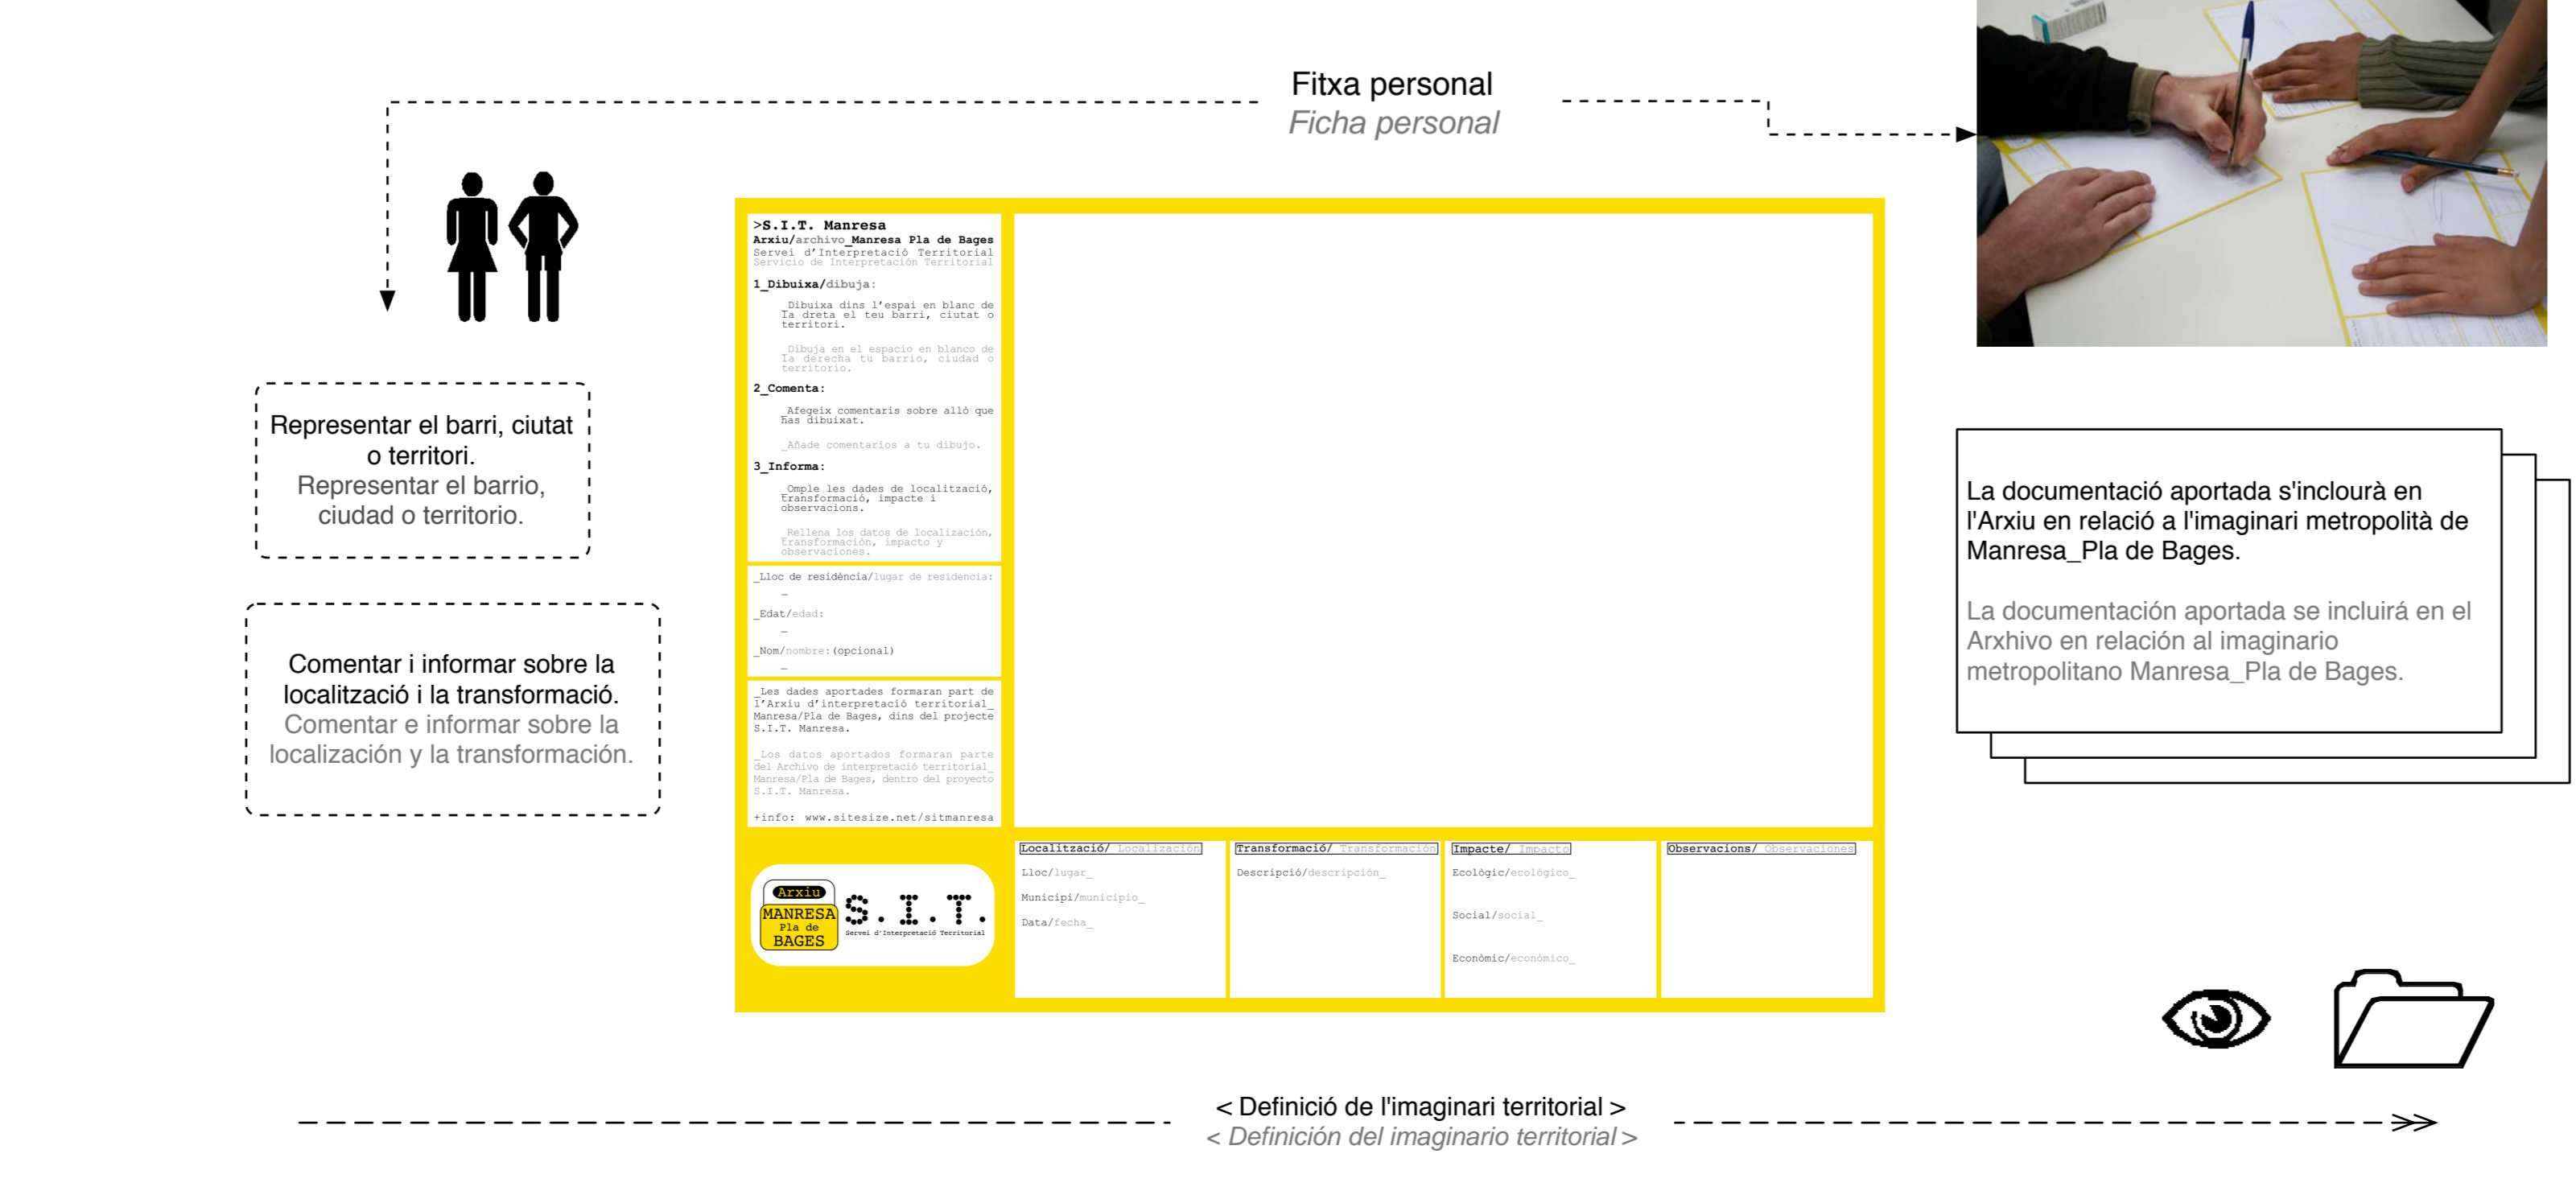 Fitxa personal
Ficha personal
Representar el barri, ciutat
o territori.
Representar el barrio,
ciudad o territorio.
Comentar i informar sobre la
localització i la transformació.
Comentar e informar sobre la
localización y la transformación.
>S.I.T. Manresa
Arxiu/archivo_Manresa Pla de Bages
Servei d'Interpretació Territorial
Servicio de Interpretación Territorial
1_Dibuixa/dibuja:
_Dibuixa dins l'espai en blanc de
la dreta el teu barri, ciutat o
territori.
_Dibuja en el espacio en blanco de
la derecha tu barrio, ciudad o
territorio.
2_Comenta:
_Afegeix comentaris sobre allò que
has dibuixat.
_Añade comentarios a tu dibujo.
3_Informa:
_Omple les dades de localització,
transformació, impacte i
observacions.
_Rellena los datos de localización,
transformación, impacto y
observaciones.
_Lloc de residència/lugar de residencia:
_
_Edat/edad:
_
_Nom/nombre:(opcional)
_
_Les dades aportades formaran part de
l'Arxiu d'interpretació territorial_
Manresa/Pla de Bages, dins del projecte
S.I.T. Manresa.
_Los datos aportados formaran parte
del Archivo de interpretació territorial_
Manresa/Pla de Bages, dentro del proyecto
S.I.T. Manresa.
+info: www.sitesize.net/sitmanresa
Arxiu
MANRESA
Pla de
BAGES
S.I.T.
Servei d'Interpretació Territorial
Localització/ Localización
Lloc/lugar_
Municipi/municipio_
Data/fecha_
Transformació/ Transformación
Descripció/descripción_
Impacte/ Impacto
Ecològic/ecológico_
Social/social_
Econòmic/económico_
Observacions/ Observaciones
La documentació aportada s'inclourà en
l'Arxiu en relació a l'imaginari metropolità de
Manresa_Pla de Bages.
La documentación aportada se incluirá en el
Arxhivo en relación al imaginario
metropolitano Manresa_Pla de Bages.
< Definició de l'imaginari territorial >
< Definición del imaginario territorial >